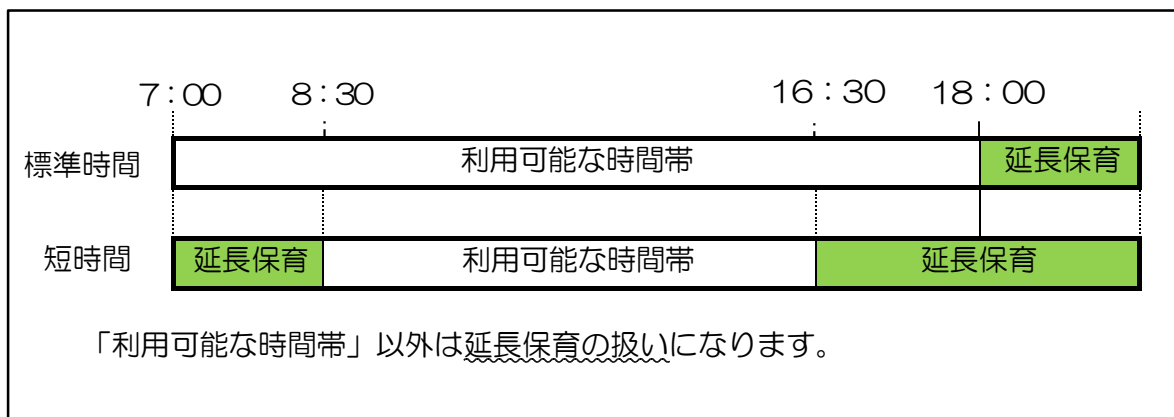 7:00 8:30 16:30 18:00
標準時間 利用可能な時間帯 延長保育
短時間 延長保育 利用可能な時間帯 延長保育
「利用可能な時間帯」以外は延長保育の扱いになります。